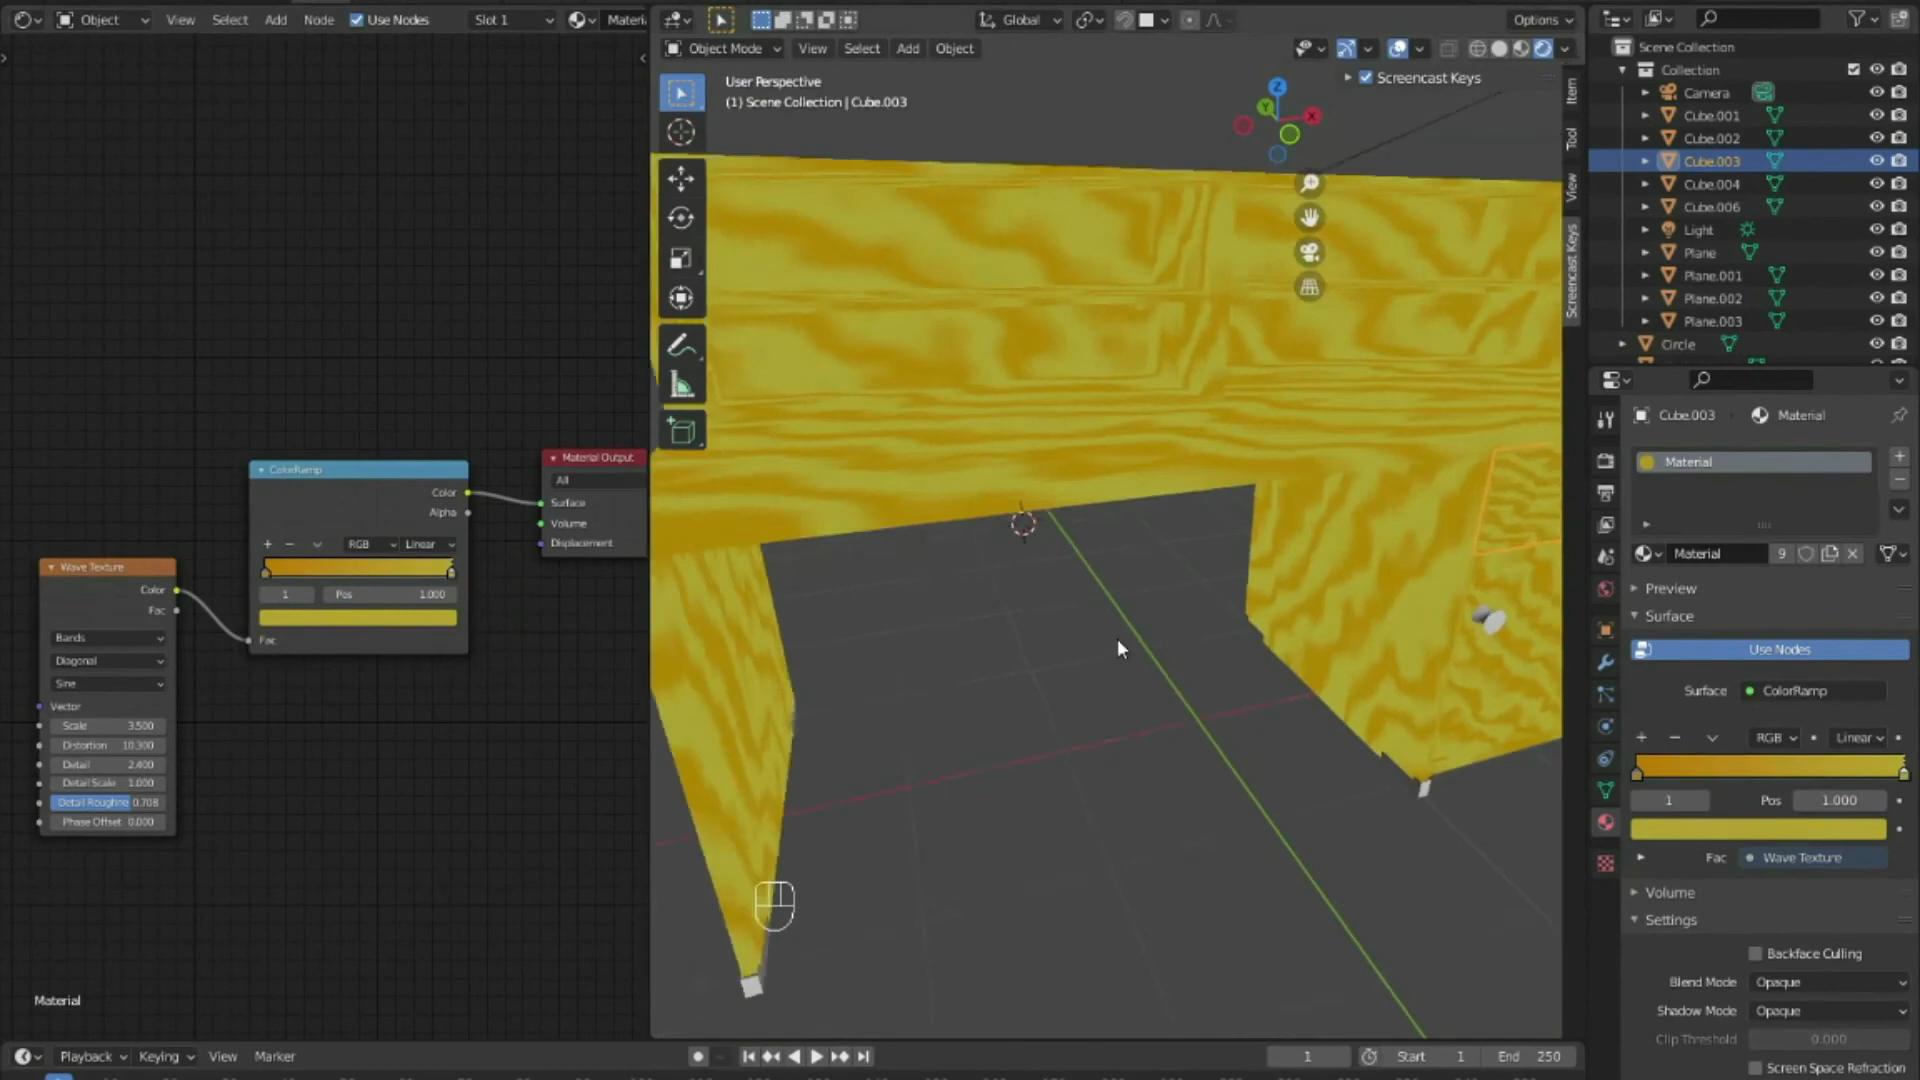 Object View Select Add Node Use Nodes Slot 1 Materi
Global Options
Object Mode View Select Add Object
User Perspective
(1) Scene Collection | Cube.003
Screencast Keys
Item
Tool
View
Screencast Keys
Scene Collection
Collection
Camera
Cube.001
Cube.002
Cube.003
Cube.004
Cube.006
Light
Plane
Plane.001
Plane.002
Plane.003
Circle
ColorRamp
Color
Alpha
RGB Linear
1 Pos 1.000
Fac
Material Output
All
Surface
Volume
Displacement
Wave Texture
Color
Fac
Bands
Diagonal
Sine
Vector
Scale 3.500
Distortion 10.300
Detail 2.400
Detail Scale 1.000
Detail Roughne 0.708
Phase Offset 0.000
Material
Cube.003 Material
Material
Material 9
Preview
Surface
Use Nodes
Surface ColorRamp
RGB Linear
1 Pos 1.000
Fac Wave Texture
Volume
Settings
Backface Culling
Blend Mode Opaque
Shadow Mode Opaque
Clip Threshold 0.000
Screen Space Refraction
Playback Keying View Marker
1 Start 1 End 250